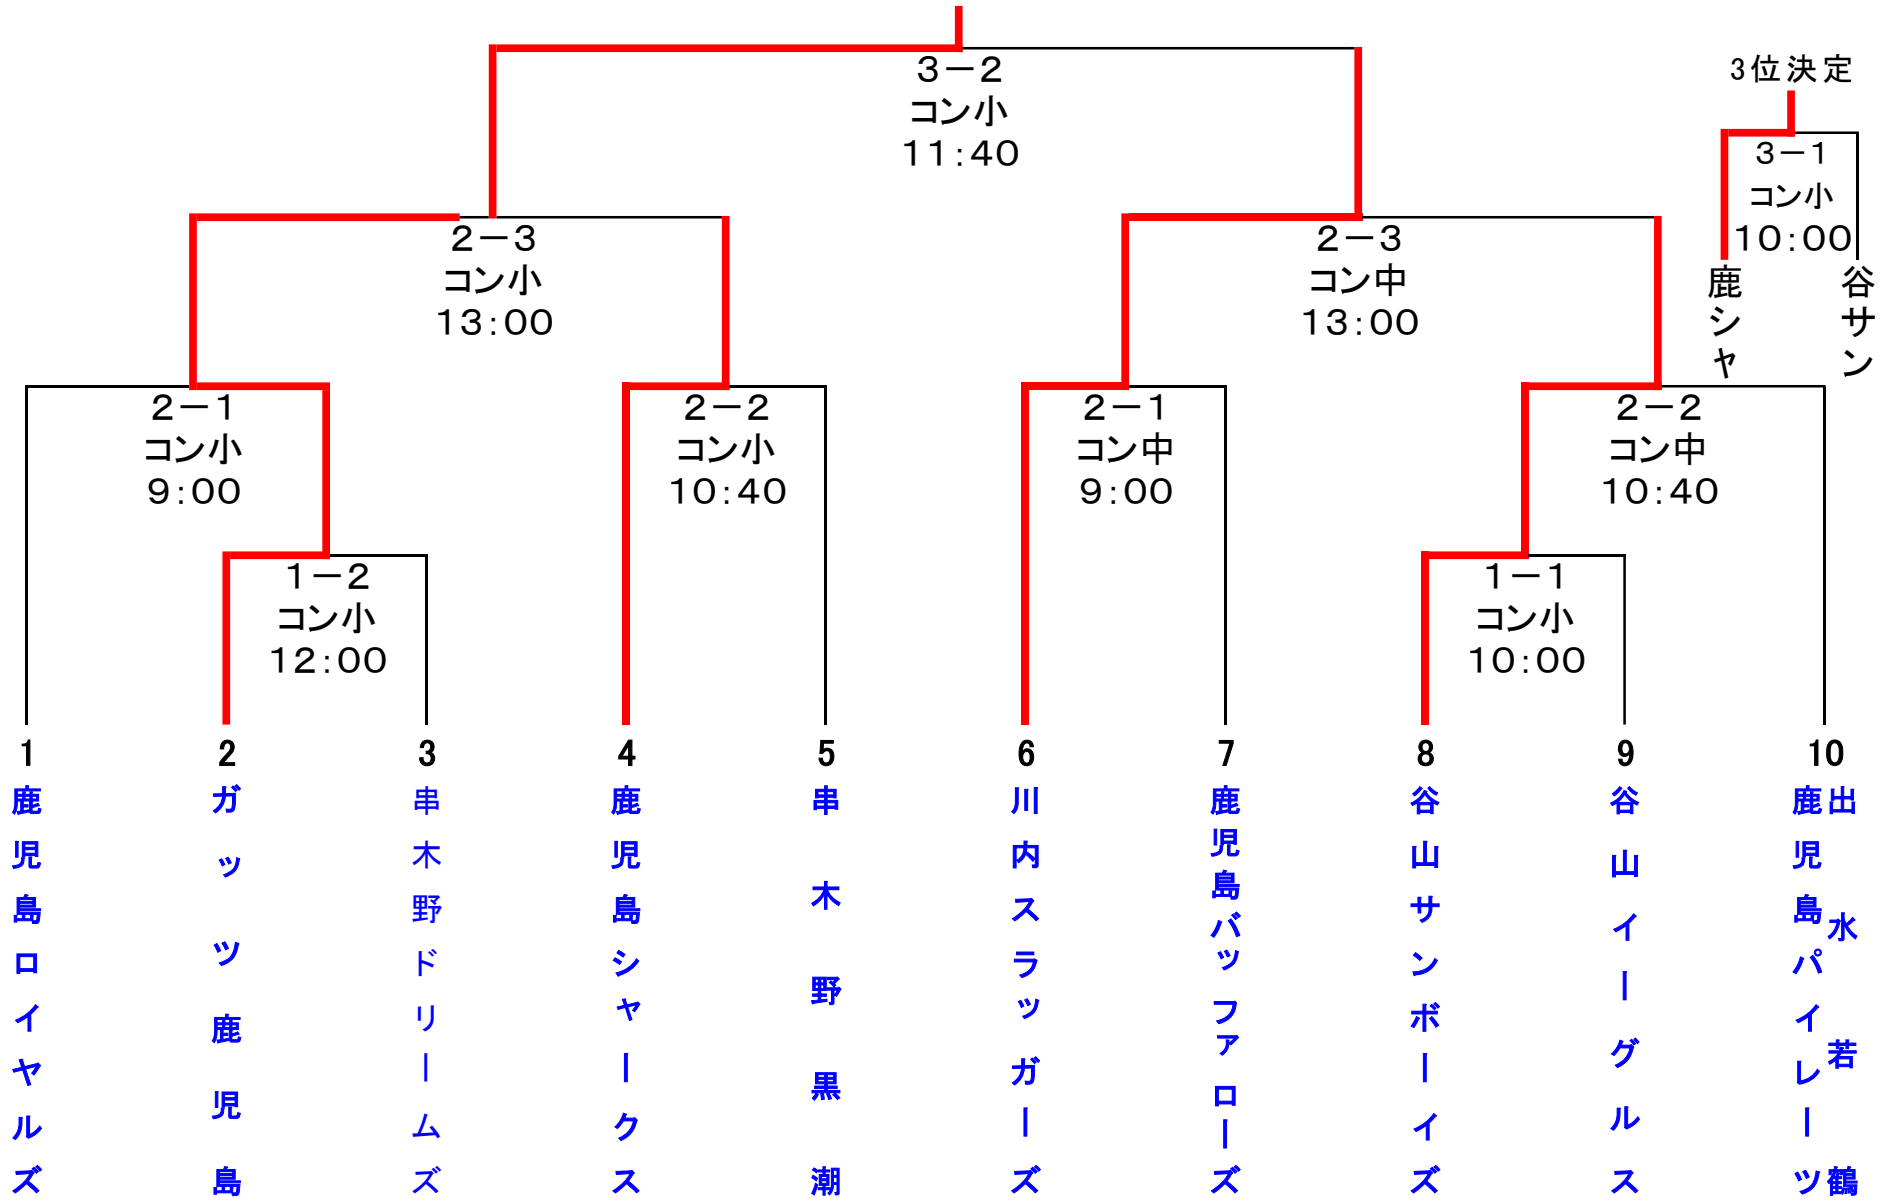 3－2
コン小
11:40
3位決定
3－1
コン小
10:00
鹿シャ
谷サン
2－3
コン小
13:00
2－3
コン中
13:00
2－1
コン小
9:00
2－2
コン小
10:40
2－1
コン中
9:00
2－2
コン中
10:40
1－2
コン小
12:00
1－1
コン小
10:00
1
鹿児島ロイヤルズ
2
ガッツ鹿児島
3
串木野ドリームズ
4
鹿児島シャークス
5
串木野黒潮
6
川内スラッガーズ
7
鹿児島バッファローズ
8
谷山サンボーイズ
9
谷山イーグルス
10
出水若鶴
鹿児島パイレーツ